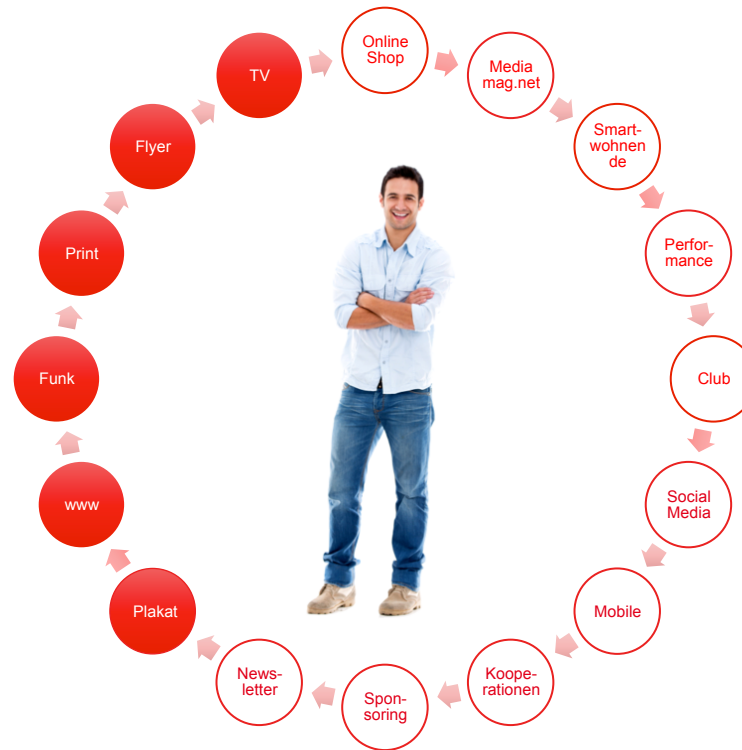 Online
Shop
Media
mag.net
Smart-
wohnen
de
Perfor-
mance
Club
Social
Media
Mobile
Koope-
rationen
Spon-
soring
News-
letter
Plakat
www
Funk
Print
Flyer
TV